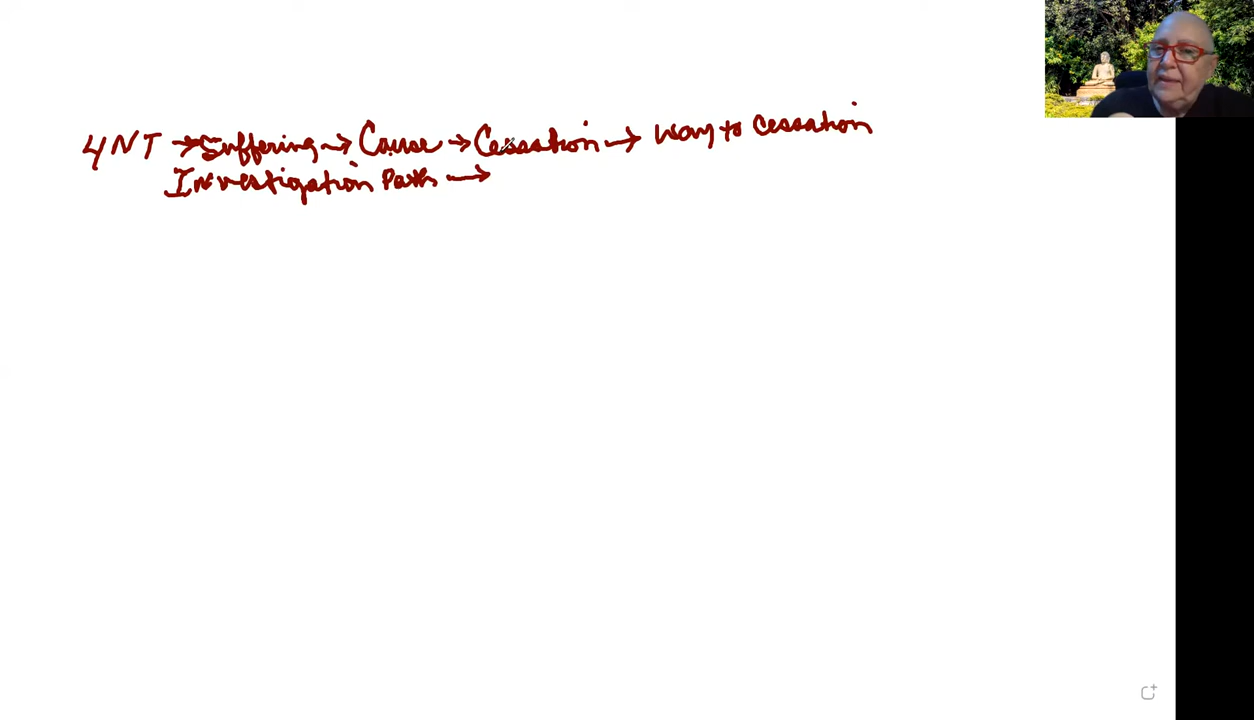 4NT → Suffering → Cause → Cessation → way to cessation
Investigation Path →